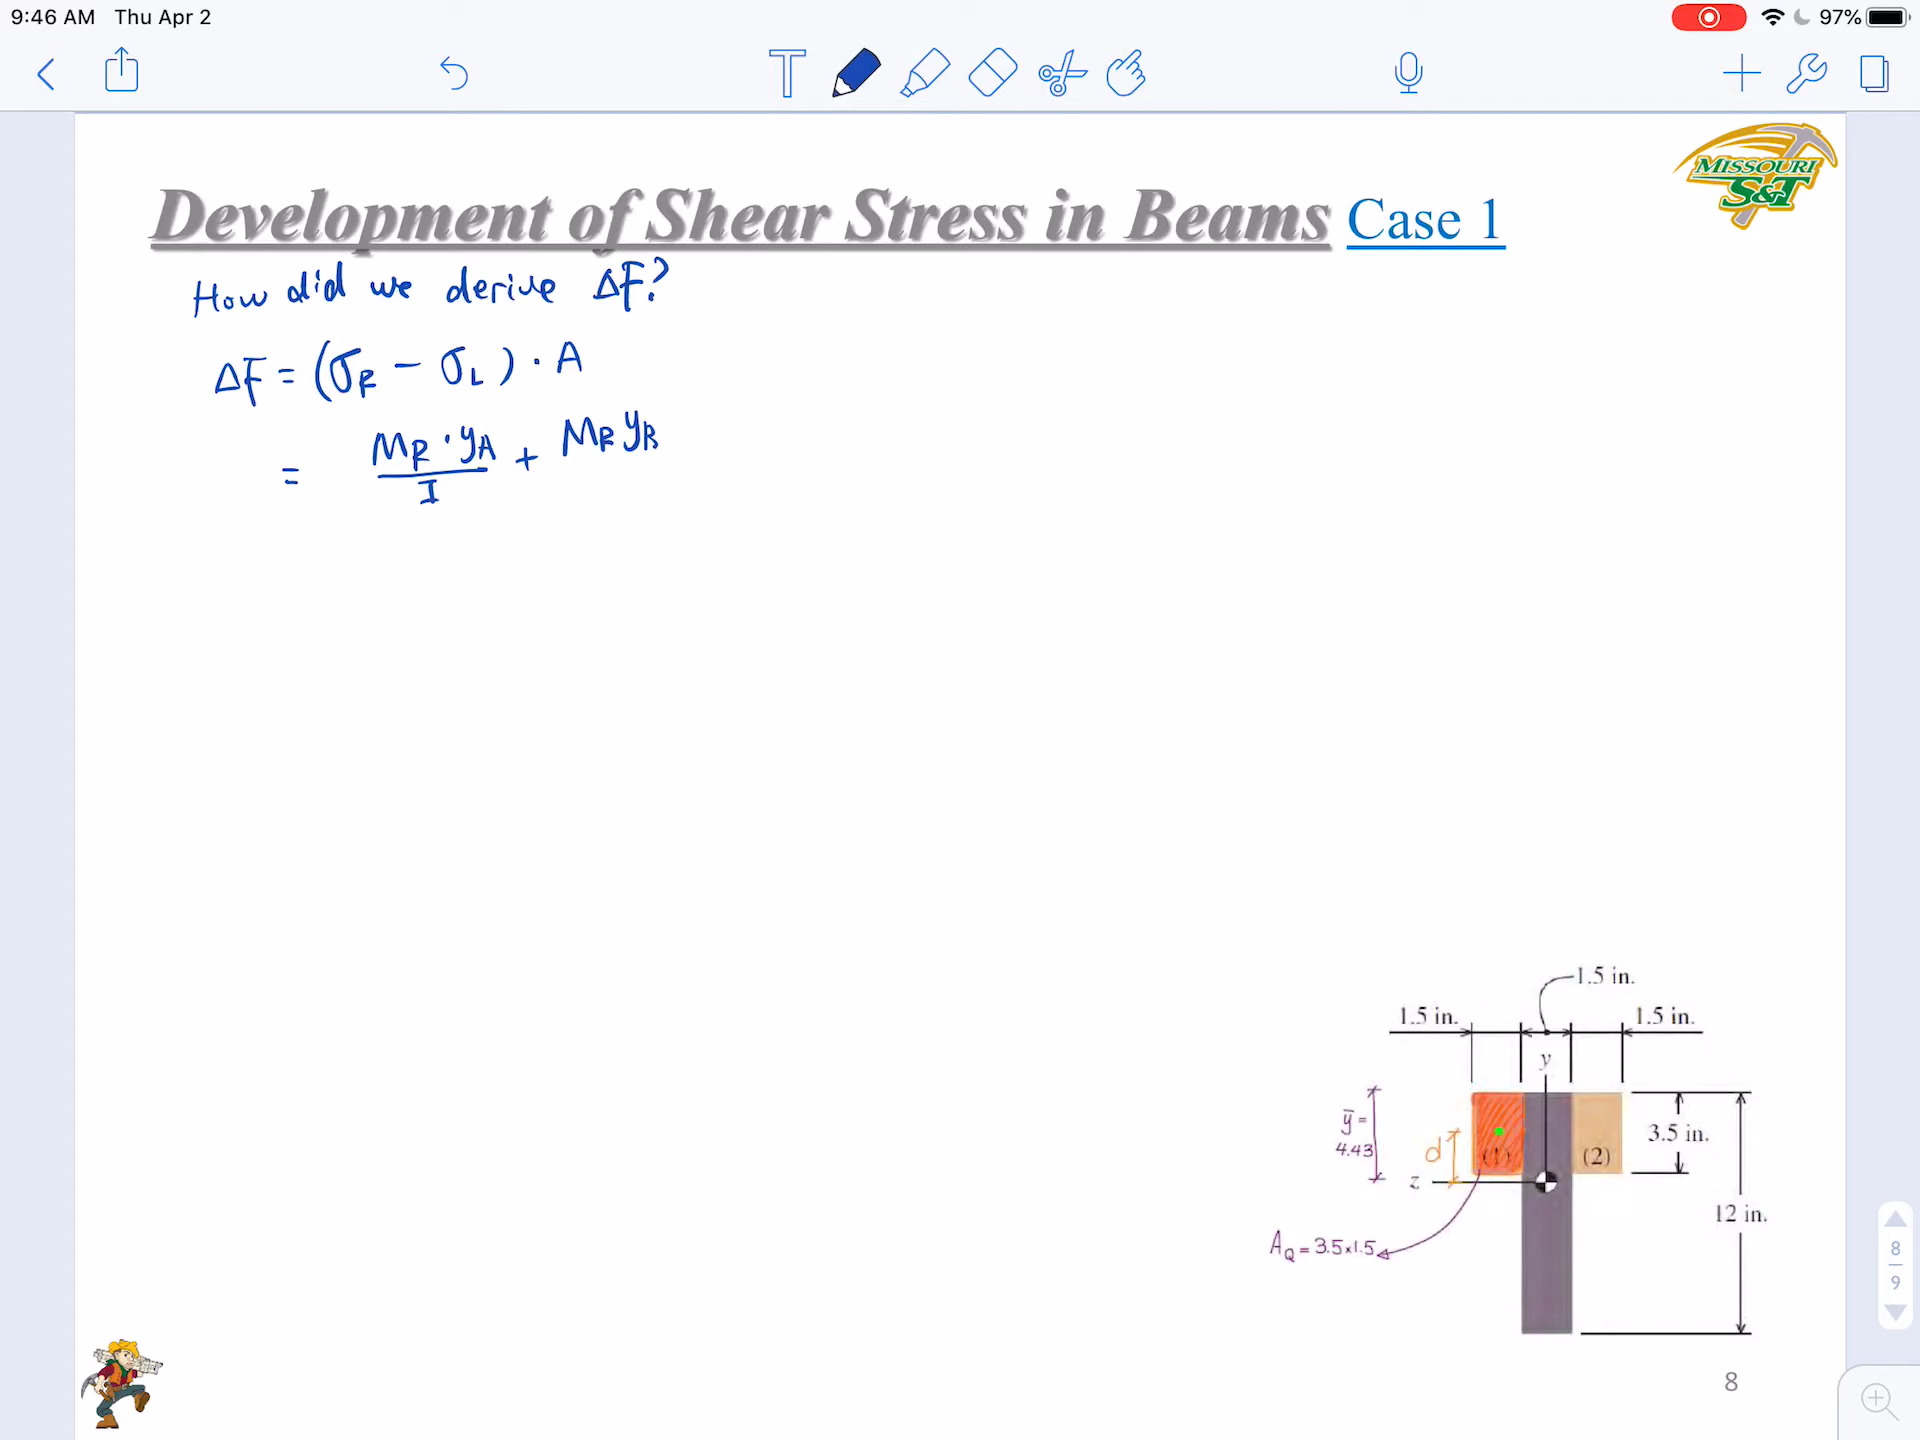 9:46 AM Thu Apr 2
97%
T
MISSOURI
S&T
Development of Shear Stress in Beams Case 1
How did we derive ΔF?
ΔF = (σR − σL) · A
= MR · yA / I + MR yB
1.5 in.
1.5 in. 1.5 in.
y
ȳ =
4.43
d
(1)
(2)
3.5 in.
z
12 in.
AQ = 3.5×1.5
8
9
8